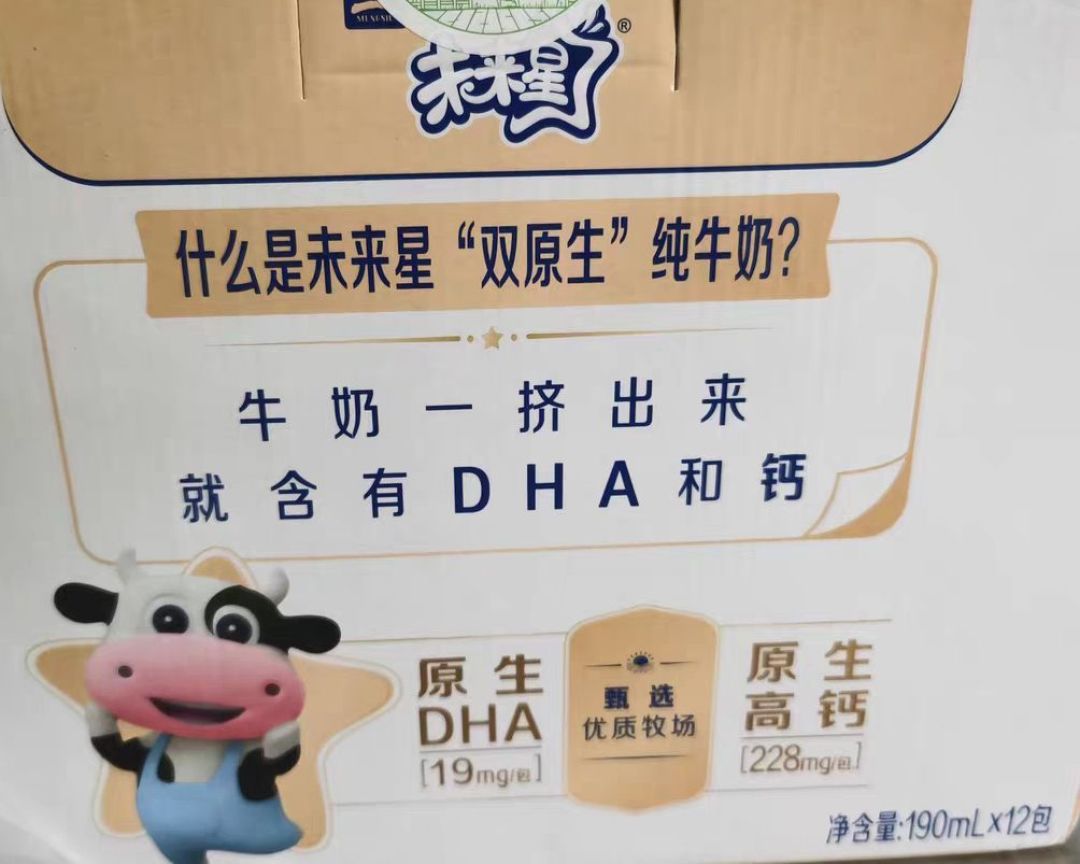 未来星®
什么是未来星“双原生”纯牛奶?
牛奶一挤出来
就含有DHA和钙
原生
DHA
[19mg/包]
甄选
优质牧场
原生
高钙
[228mg/包]
净含量:190mL×12包